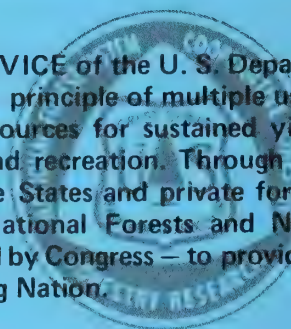 VICE of the U. S. Depa
principle of multiple u
ources for sustained yi
nd recreation. Through
e States and private for
ational Forests and N
d by Congress — to provid
g Nation.